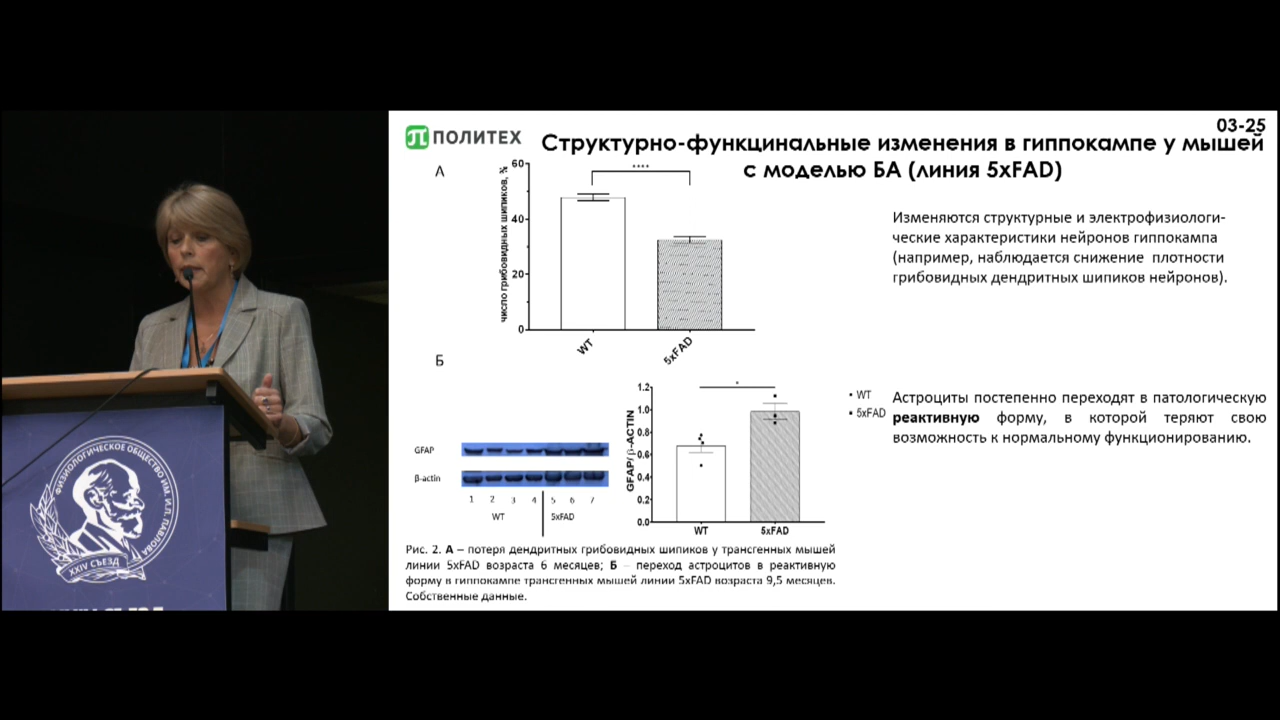 03-25
ПОЛИТЕХ
Структурно-функцинальные изменения в гиппокампе у мышей
с моделью БА (линия 5xFAD)
А
число грибовидных шипиков, %
60
40
20
0
****
WT
5xFAD
Изменяются структурные и электрофизиологи-
ческие характеристики нейронов гиппокампа
(например, наблюдается снижение плотности
грибовидных дендритных шипиков нейронов).
Б
GFAP
β-actin
1 2 3 4 5 6 7
WT 5xFAD
GFAP/ β-ACTIN
1.2
1.0
0.8
0.6
0.4
0.2
0.0
*
WT
5xFAD
• WT
▪ 5xFAD
Астроциты постепенно переходят в патологическую
реактивную форму, в которой теряют свою
возможность к нормальному функционированию.
Рис. 2. А – потеря дендритных грибовидных шипиков у трансгенных мышей
линии 5xFAD возраста 6 месяцев; Б – переход астроцитов в реактивную
форму в гиппокампе трансгенных мышей линии 5xFAD возраста 9,5 месяцев.
Собственные данные.
ФИЗИОЛОГИЧЕСКОЕ ОБЩЕСТВО ИМ. И.П. ПАВЛОВА
XXIV СЪЕЗД